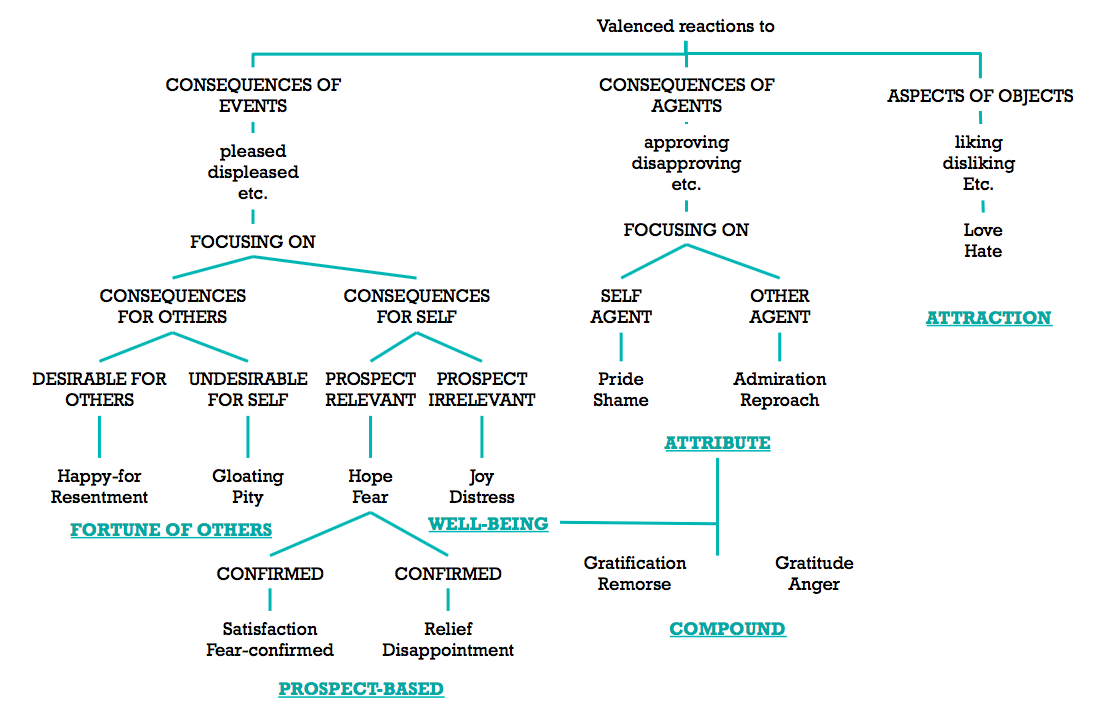 Valenced reactions to
CONSEQUENCES OF
EVENTS
CONSEQUENCES OF
AGENTS
ASPECTS OF OBJECTS
pleased
displeased
etc.
approving
disapproving
etc.
liking
disliking
Etc.
FOCUSING ON
FOCUSING ON
Love
Hate
CONSEQUENCES
FOR OTHERS
CONSEQUENCES
FOR SELF
SELF
AGENT
OTHER
AGENT
ATTRACTION
DESIRABLE FOR
OTHERS
UNDESIRABLE
FOR SELF
PROSPECT
RELEVANT
PROSPECT
IRRELEVANT
Pride
Shame
Admiration
Reproach
ATTRIBUTE
Happy-for
Resentment
Gloating
Pity
Hope
Fear
Joy
Distress
FORTUNE OF OTHERS
WELL-BEING
CONFIRMED
CONFIRMED
Gratification
Remorse
Gratitude
Anger
Satisfaction
Fear-confirmed
Relief
Disappointment
COMPOUND
PROSPECT-BASED